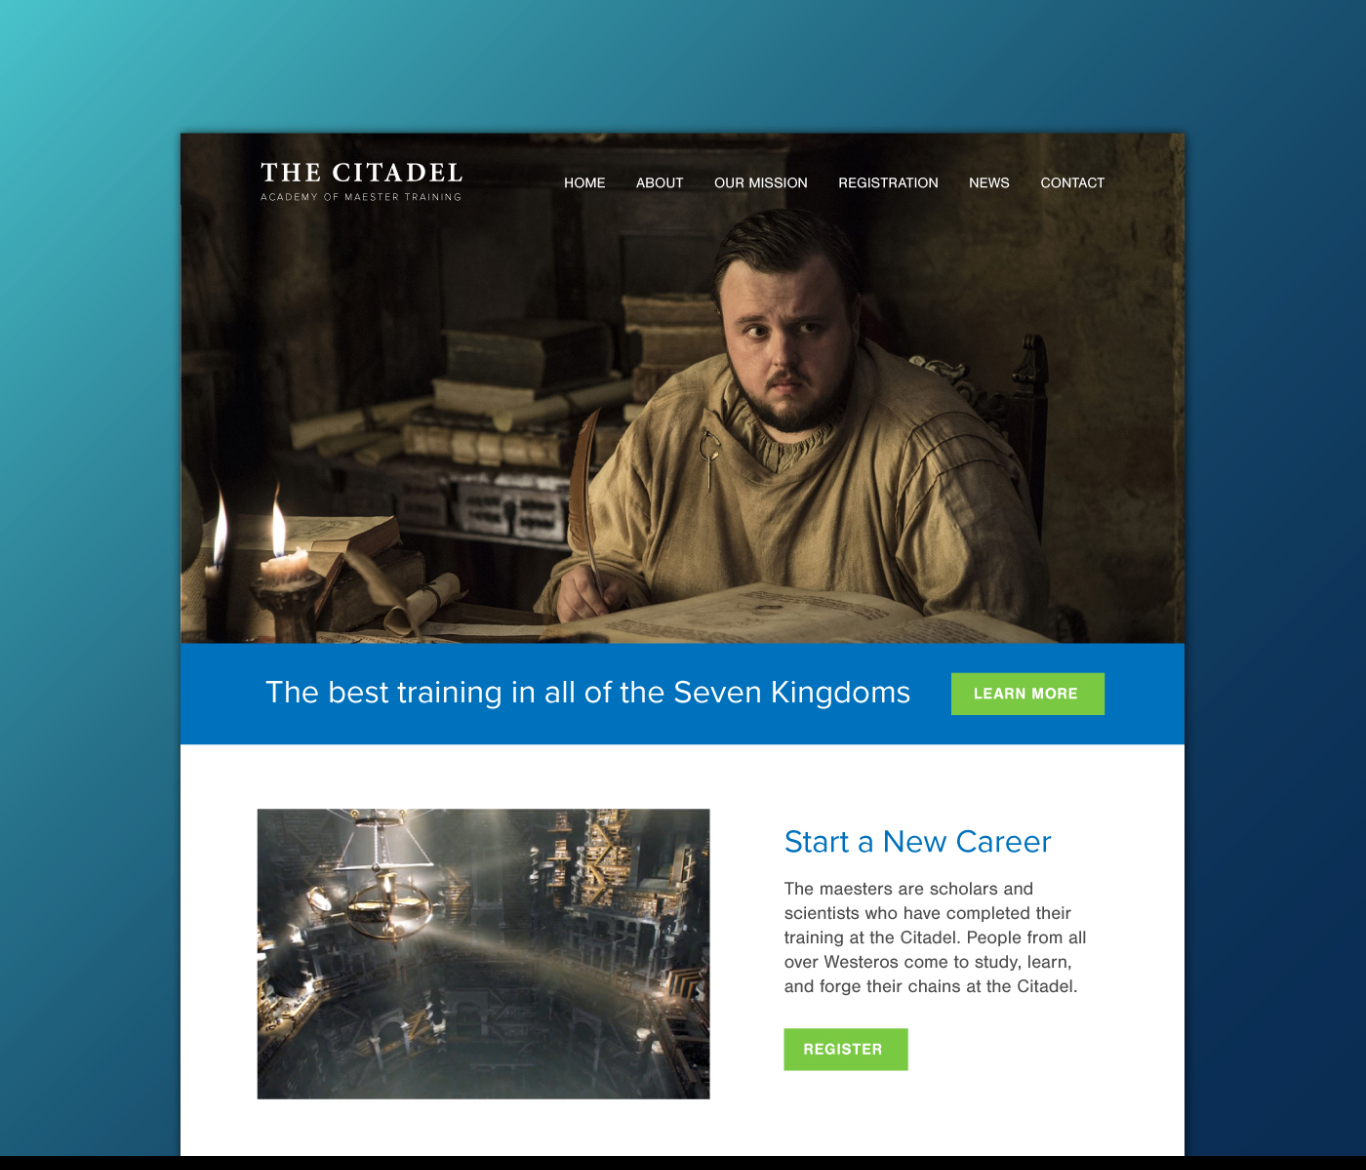 THE CITADEL
ACADEMY OF MAESTER TRAINING
HOME ABOUT OUR MISSION REGISTRATION NEWS CONTACT
The best training in all of the Seven Kingdoms
LEARN MORE
Start a New Career
The maesters are scholars and
scientists who have completed their
training at the Citadel. People from all
over Westeros come to study, learn,
and forge their chains at the Citadel.
REGISTER